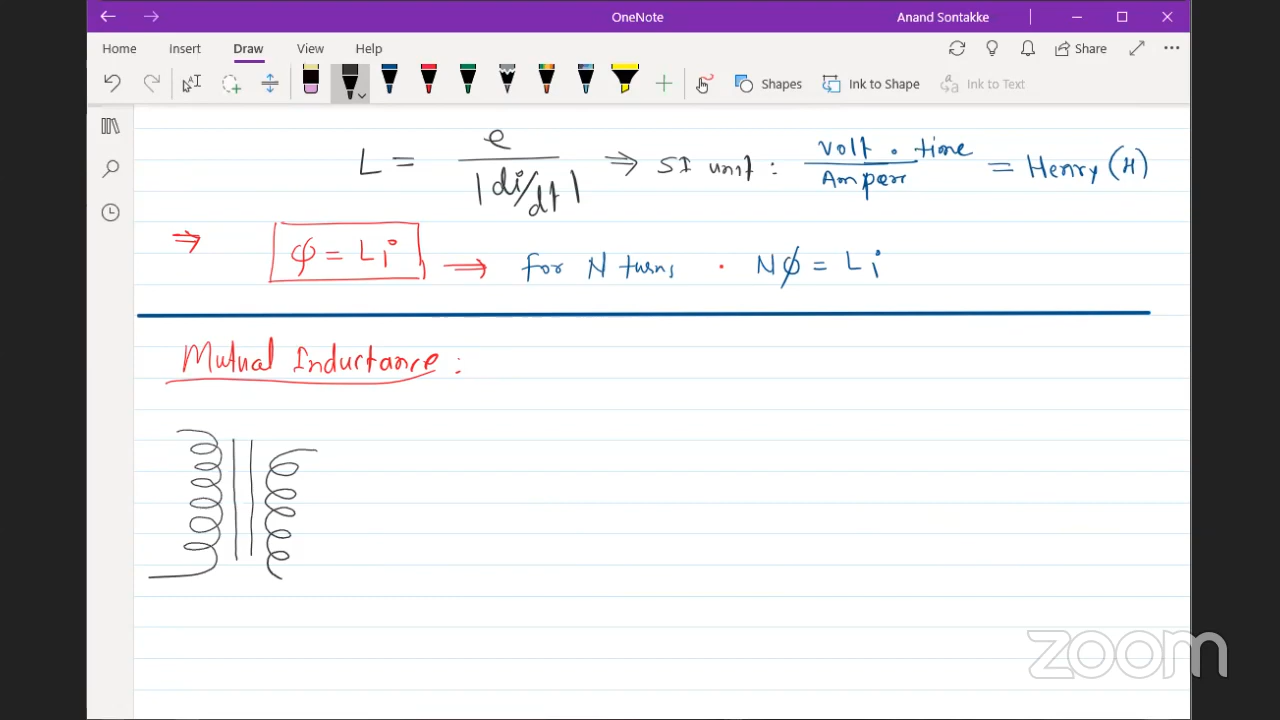 OneNote
Anand Sontakke
Home Insert Draw View Help
Share
Shapes
Ink to Shape
Ink to Text
L = e / |di/dt| ⇒ SI unit : volt . time / Amperr = Henry (H)
⇒ φ = Li ⇒ for N turns . Nφ = Li
Mutual Inductance :
zoom